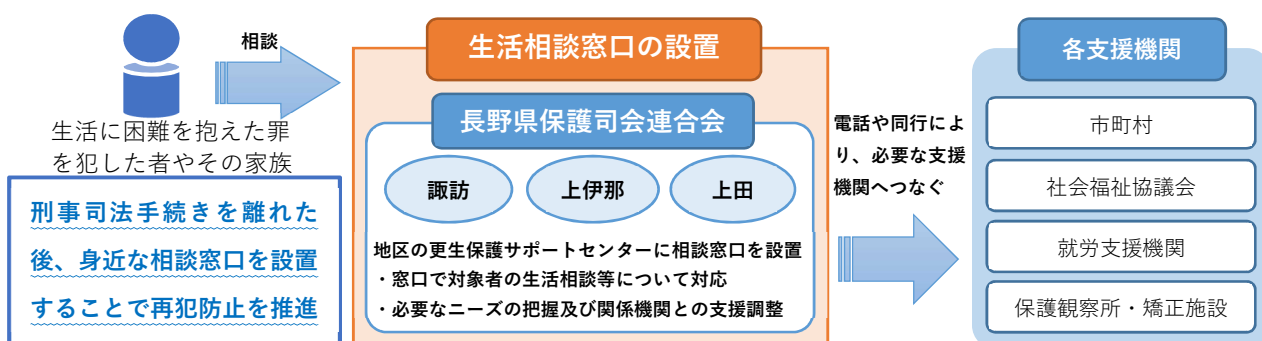 相談
生活に困難を抱えた罪
を犯した者やその家族
刑事司法手続きを離れた
後、身近な相談窓口を設置
することで再犯防止を推進
生活相談窓口の設置
長野県保護司会連合会
諏訪
上伊那
上田
地区の更生保護サポートセンターに相談窓口を設置
・窓口で対象者の生活相談等について対応
・必要なニーズの把握及び関係機関との支援調整
電話や同行によ
り、必要な支援
機関へつなぐ
各支援機関
市町村
社会福祉協議会
就労支援機関
保護観察所・矯正施設